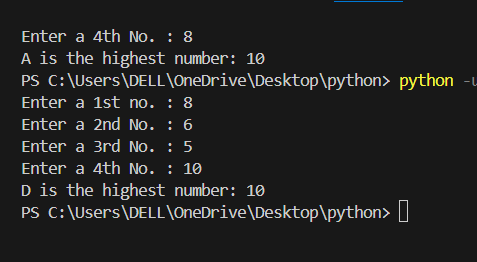 Enter a 4th No. : 8
A is the highest number: 10
PS C:\Users\DELL\OneDrive\Desktop\python> python -u
Enter a 1st no. : 8
Enter a 2nd No. : 6
Enter a 3rd No. : 5
Enter a 4th No. : 10
D is the highest number: 10
PS C:\Users\DELL\OneDrive\Desktop\python>